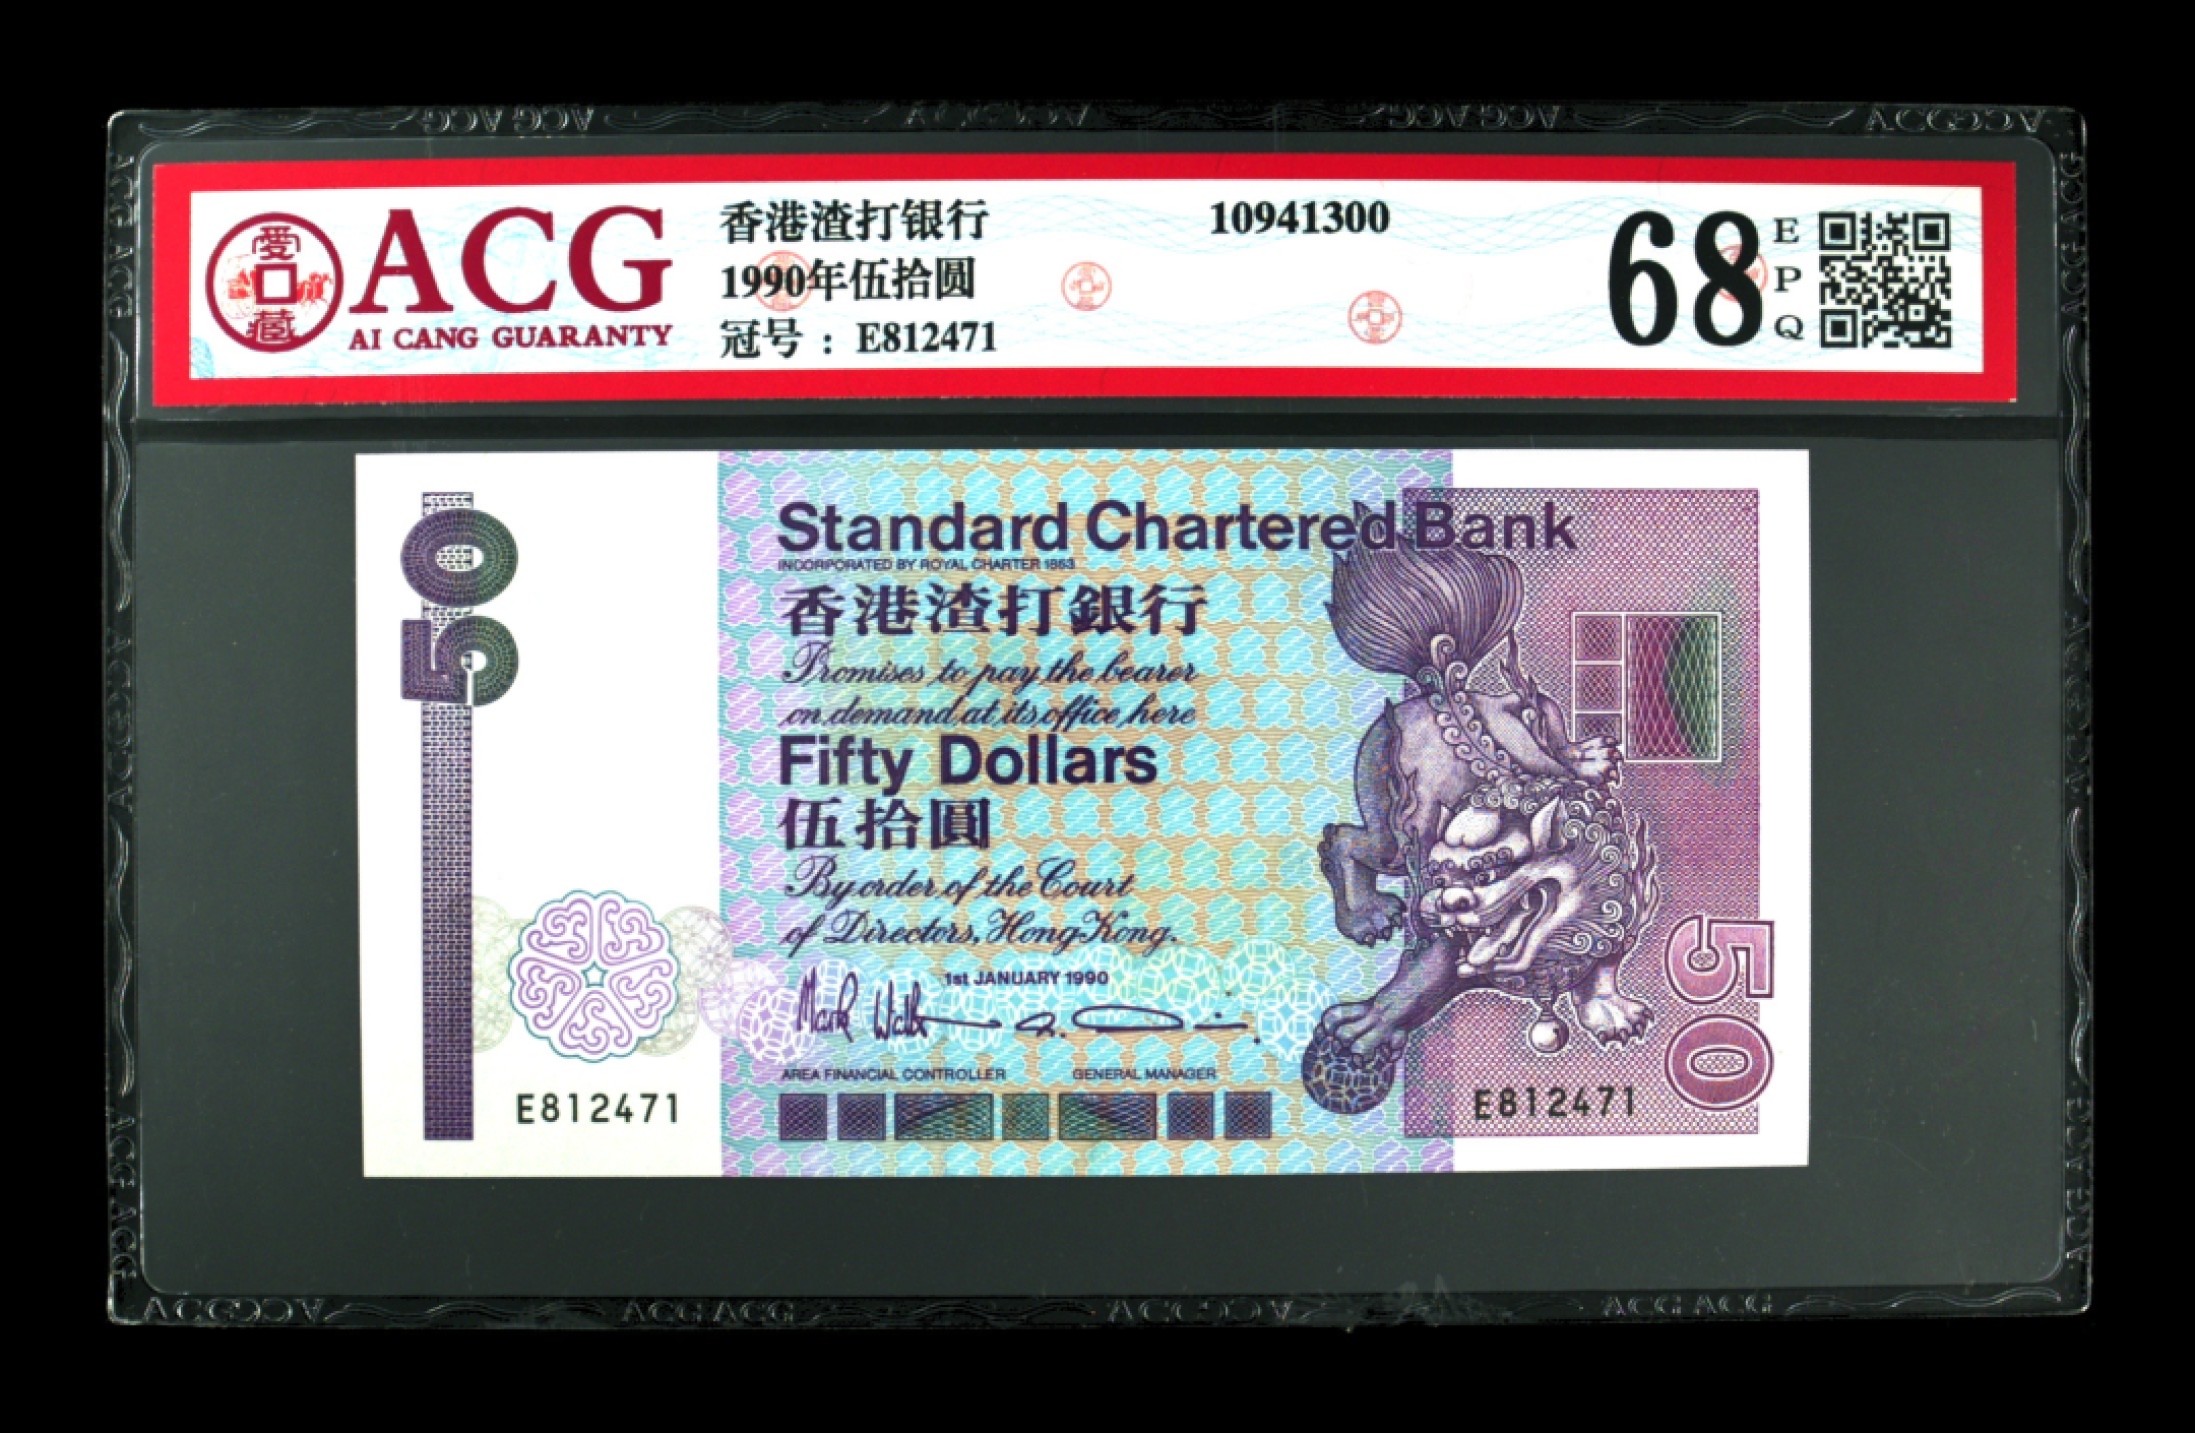 ACG
AI CANG GUARANTY
愛藏
香港渣打银行
1990年伍拾圆
冠号：E812471
10941300
68
EPQ
50
Standard Chartered Bank
INCORPORATED BY ROYAL CHARTER 1853
香港渣打銀行
Promises to pay the bearer
on demand at its office here
Fifty Dollars
伍拾圓
By order of the Court
of Directors, Hong Kong.
1st JANUARY 1990
AREA FINANCIAL CONTROLLER
GENERAL MANAGER
E812471
E812471
50